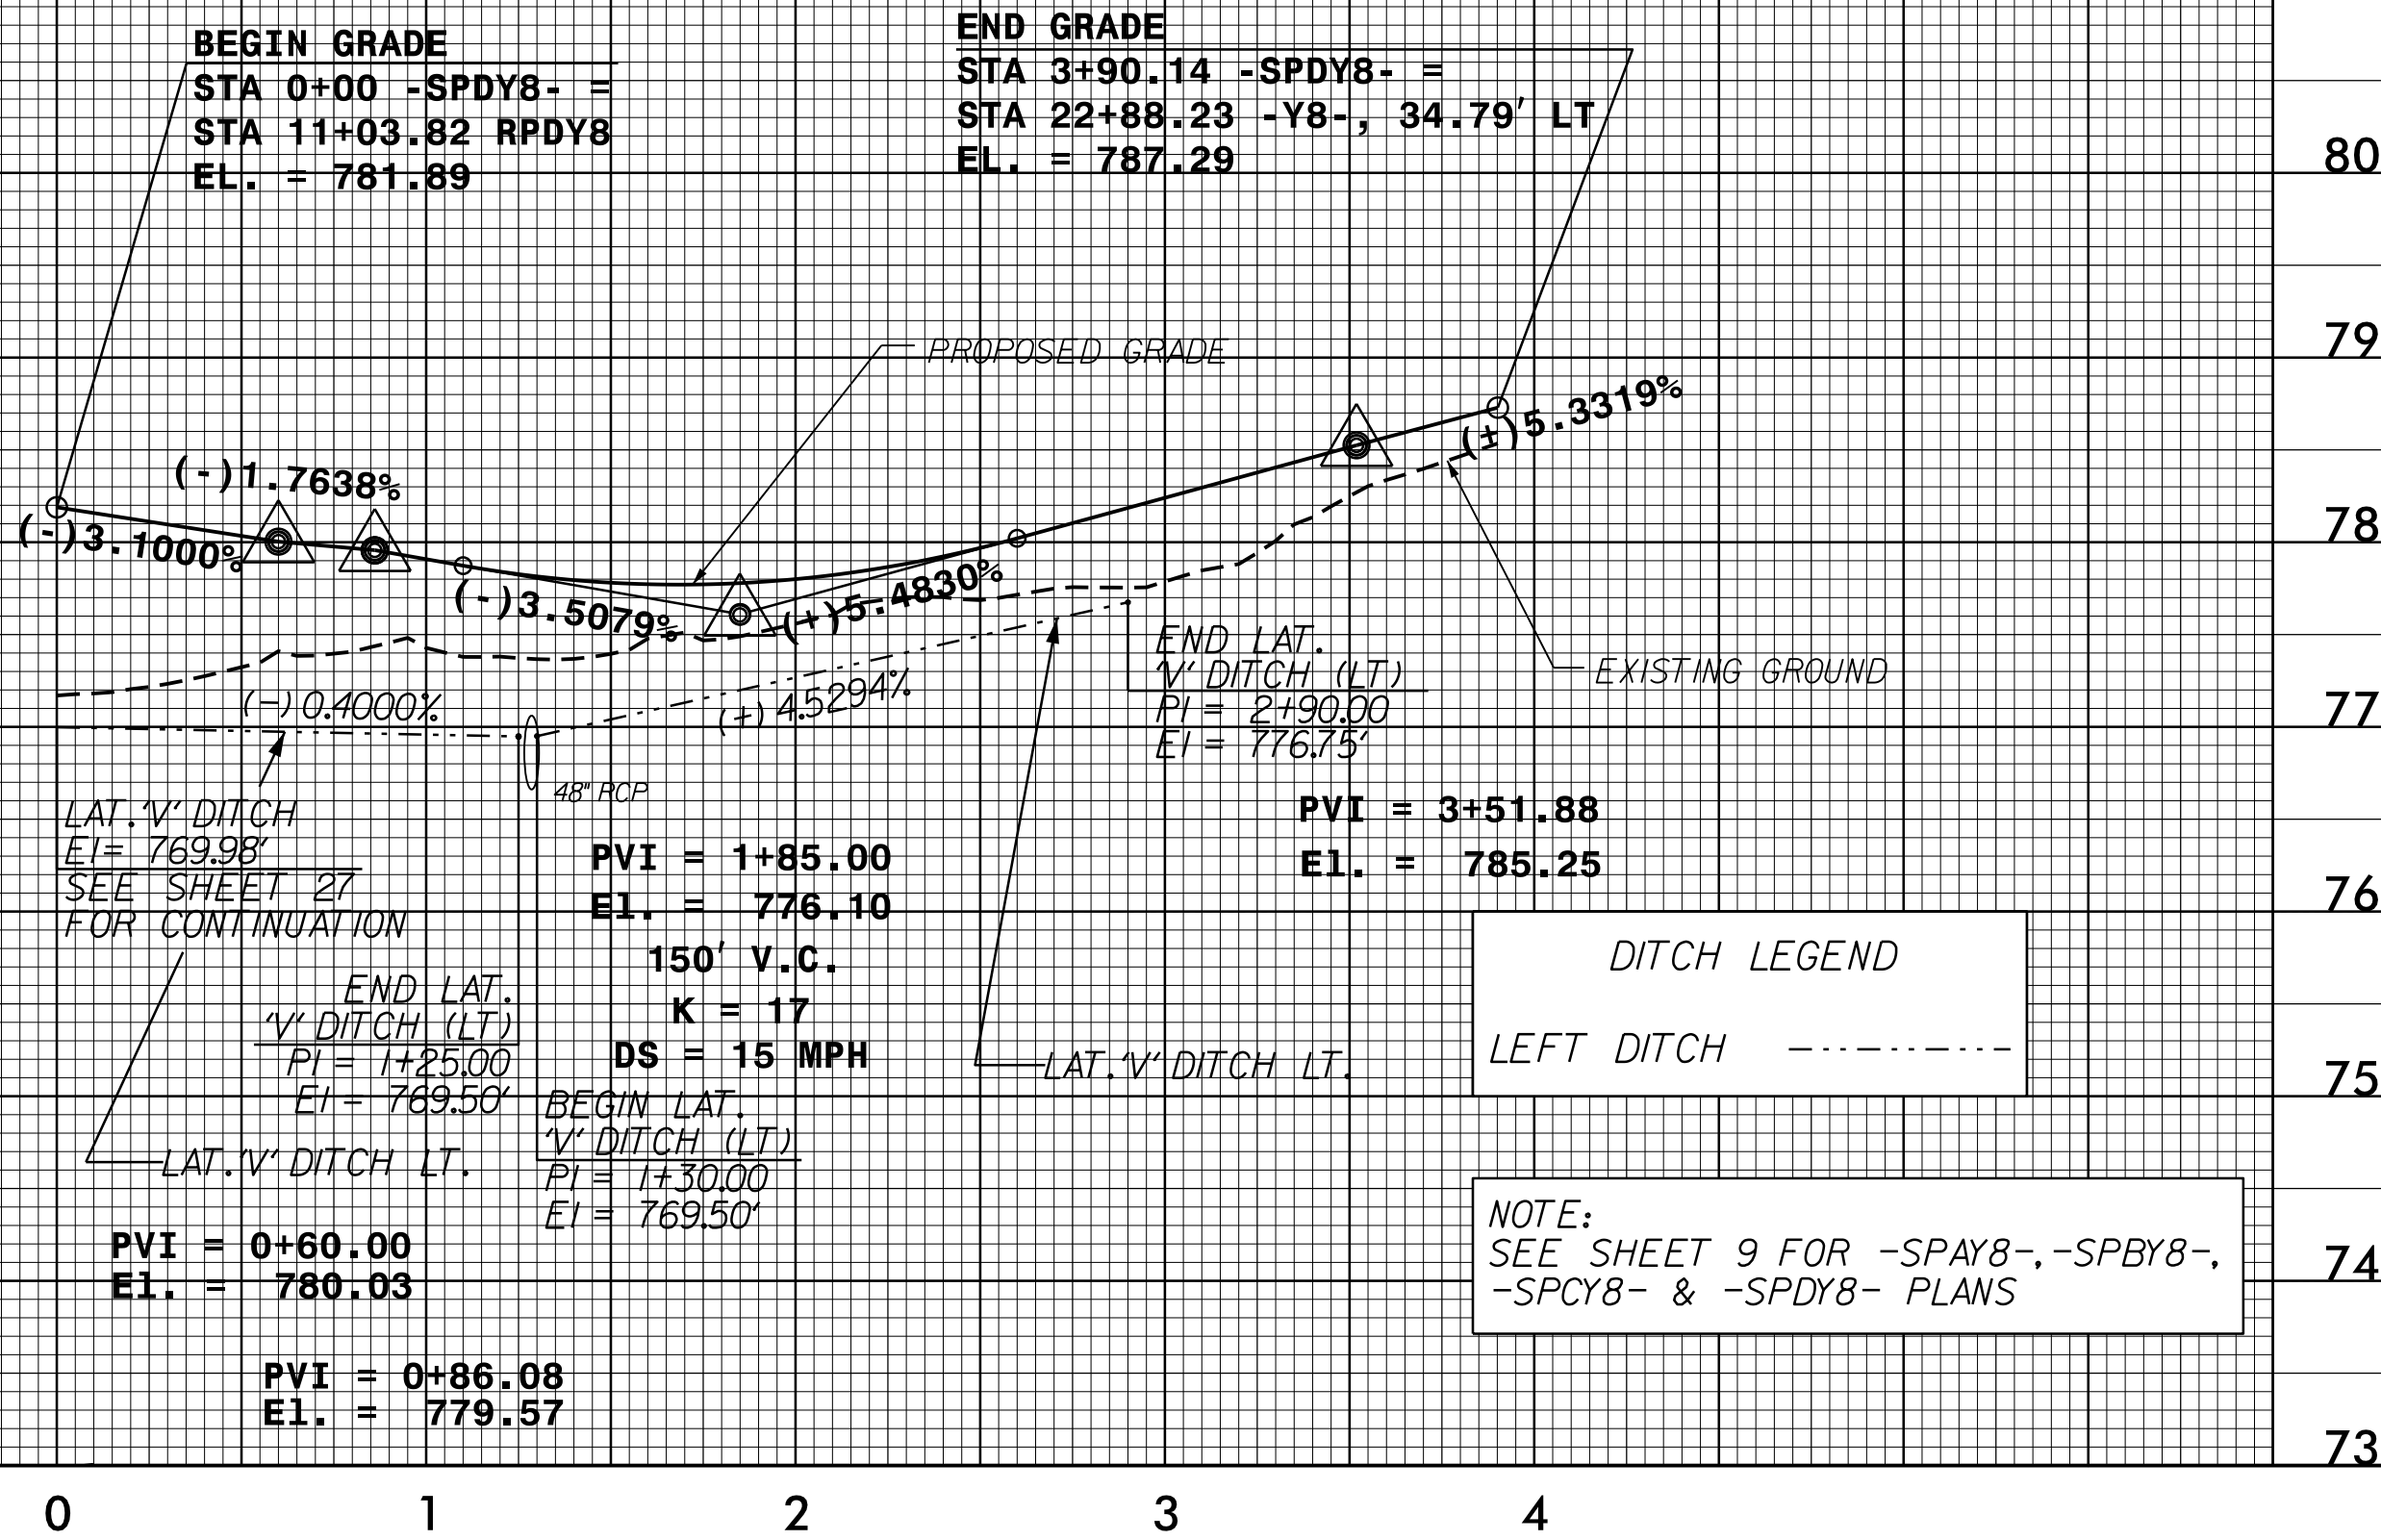 BEGIN GRADE
STA 0+00 -SPDY8- =
STA 11+03.82 RPDY8
EL. = 781.89
END GRADE
STA 3+90.14 -SPDY8- =
STA 22+88.23 -Y8-, 34.79' LT
EL. = 787.29
PROPOSED GRADE
(-)3.1000%
(-)1.7638%
(-)3.5079%
(+)5.4830%
(+)5.3319%
EXISTING GROUND
(-) 0.4000%
(+) 4.5294%
48" RCP
LAT. 'V' DITCH
El= 769.98'
SEE SHEET 27
FOR CONTINUATION
END LAT.
'V' DITCH (LT)
PI = 1+25.00
El - 769.50'
LAT. 'V' DITCH LT.
BEGIN LAT.
'V' DITCH (LT)
PI = 1+30.00
El = 769.50'
END LAT.
'V' DITCH (LT)
PI = 2+90.00
El = 776.75'
LAT. 'V' DITCH LT.
PVI = 0+60.00
El. = 780.03
PVI = 0+86.08
El. = 779.57
PVI = 1+85.00
El. = 776.10
150' V.C.
K = 17
DS = 15 MPH
PVI = 3+51.88
El. = 785.25
DITCH LEGEND
LEFT DITCH
NOTE:
SEE SHEET 9 FOR -SPAY8-, -SPBY8-,
-SPCY8- & -SPDY8- PLANS
80
79
78
77
76
75
74
73
0 1 2 3 4